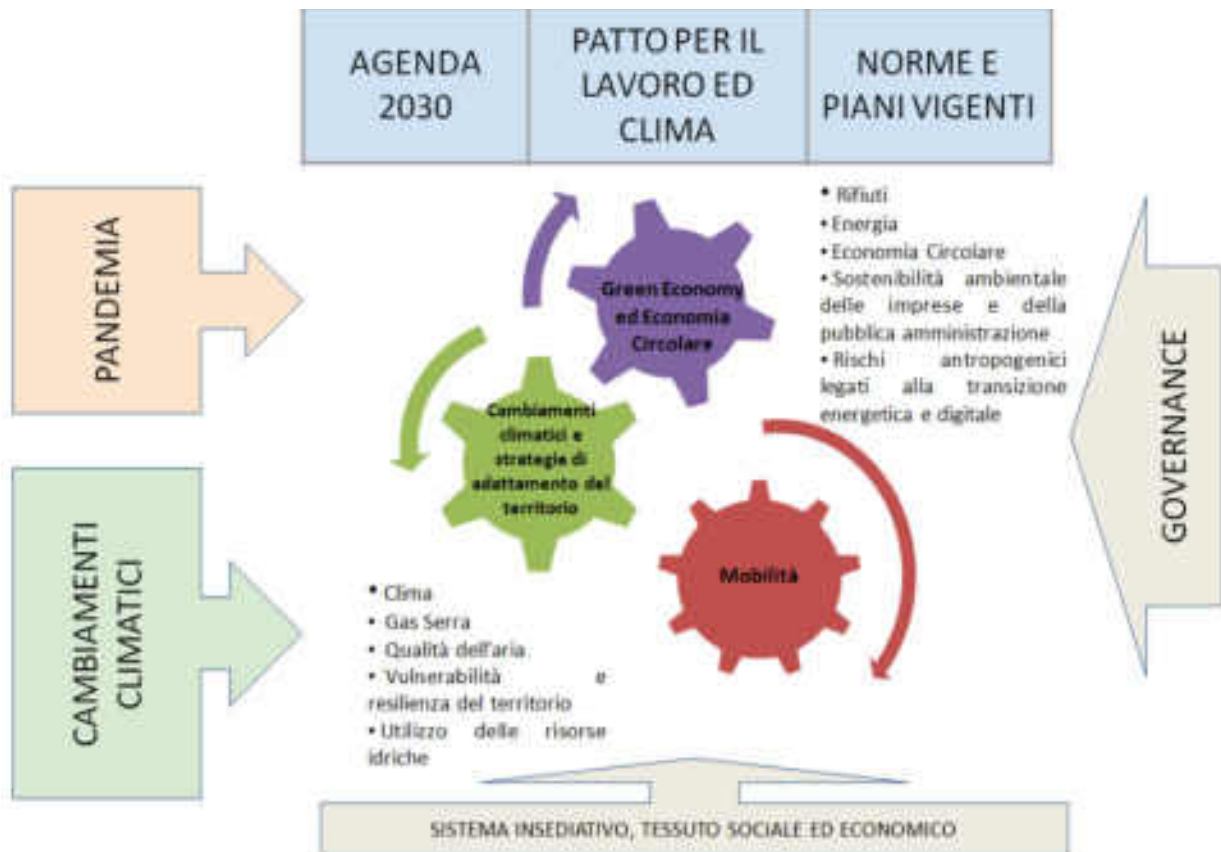 AGENDA
2030
PATTO PER IL
LAVORO ED
CLIMA
NORME E
PIANI VIGENTI
PANDEMIA
CAMBIAMENTI
CLIMATICI
Green Economy
ed Economia
Circolare
• Rifiuti
• Energia
• Economia Circolare
• Sostenibilità ambientale
delle imprese e della
pubblica amministrazione
• Rischi antropogenici
legati alla transizione
energetica e digitale
Cambiamenti
climatici e
strategie di
adattamento del
territorio
• Clima
• Gas Serra
• Qualità dell'aria
• Vulnerabilità e
resilienza del territorio
• Utilizzo delle risorse
idriche
Mobilità
GOVERNANCE
SISTEMA INSEDIATIVO, TESSUTO SOCIALE ED ECONOMICO